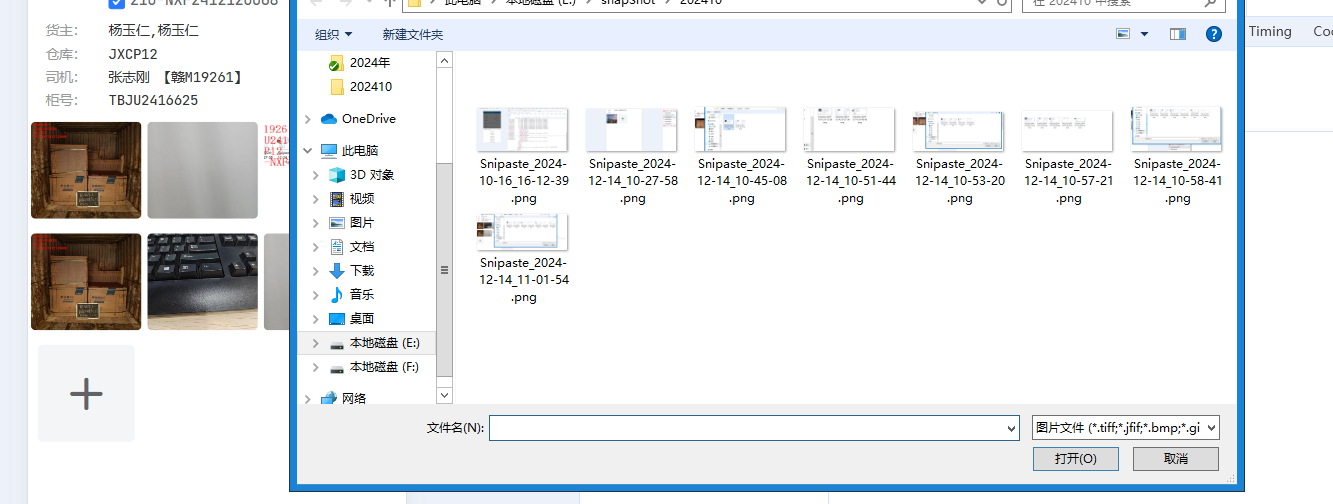 货主： 杨玉仁,杨玉仁
仓库： JXCP12
司机： 张志刚 【赣M19261】
柜号： TBJU2416625
1926
此电脑
本地磁盘 (E:)
snapShot
202410
在 202410 中搜索
组织
新建文件夹
2024年
202410
OneDrive
此电脑
3D 对象
视频
图片
文档
下载
音乐
桌面
本地磁盘 (E:)
本地磁盘 (F:)
网络
Snipaste_2024-
10-16_16-12-39
.png
Snipaste_2024-
12-14_10-27-58
.png
Snipaste_2024-
12-14_10-45-08
.png
Snipaste_2024-
12-14_10-51-44
.png
Snipaste_2024-
12-14_10-53-20
.png
Snipaste_2024-
12-14_10-57-21
.png
Snipaste_2024-
12-14_10-58-41
.png
Snipaste_2024-
12-14_11-01-54
.png
文件名(N):
图片文件 (*.tiff;*.jfif;*.bmp;*.gi
打开(O)
取消
Timing
Coo